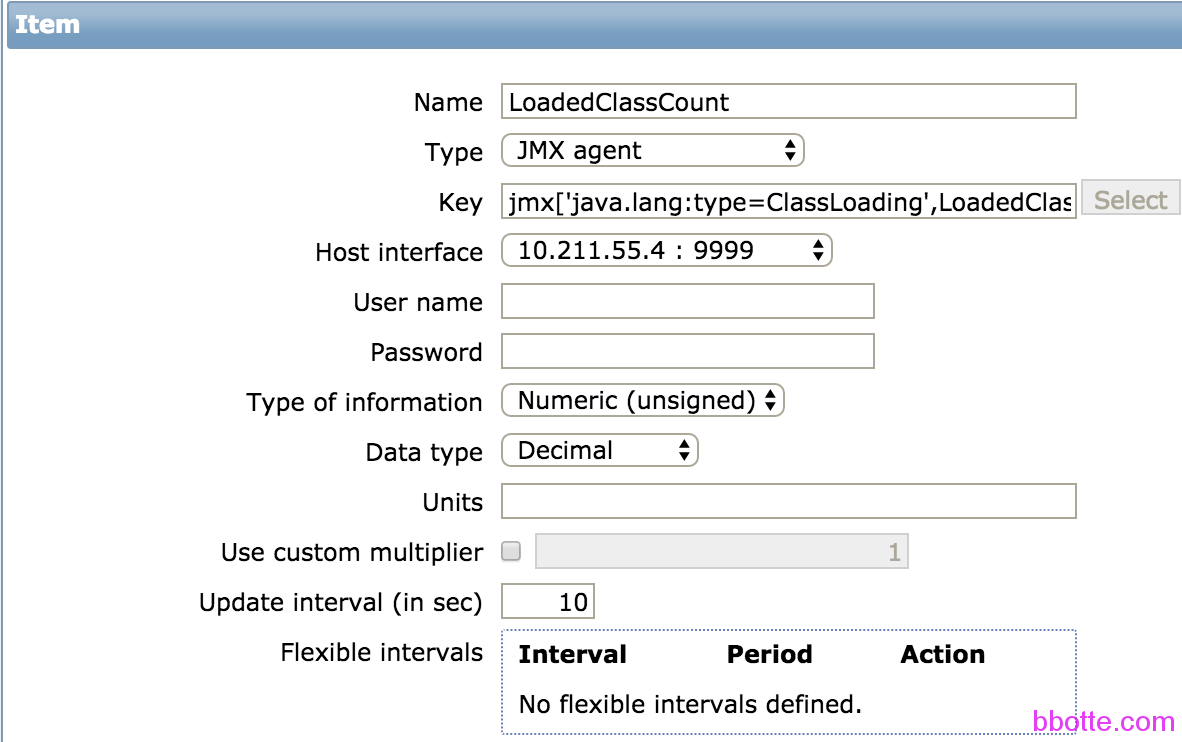 Item
Name LoadedClassCount
Type JMX agent
Key jmx['java.lang:type=ClassLoading',LoadedClas Select
Host interface 10.211.55.4 : 9999
User name
Password
Type of information Numeric (unsigned)
Data type Decimal
Units
Use custom multiplier 1
Update interval (in sec) 10
Flexible intervals Interval Period Action
No flexible intervals defined.
bbotte.com